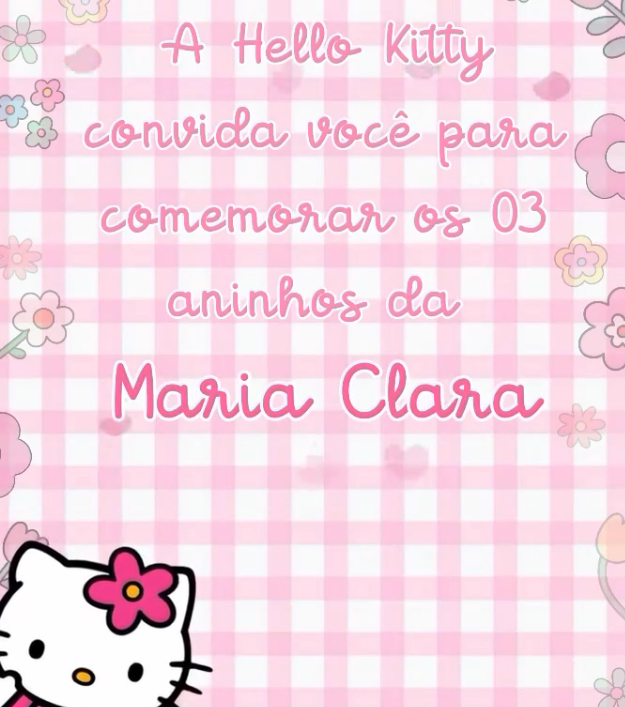 A Hello Kitty
convida você para
comemorar os 03
aninhos da
Maria Clara